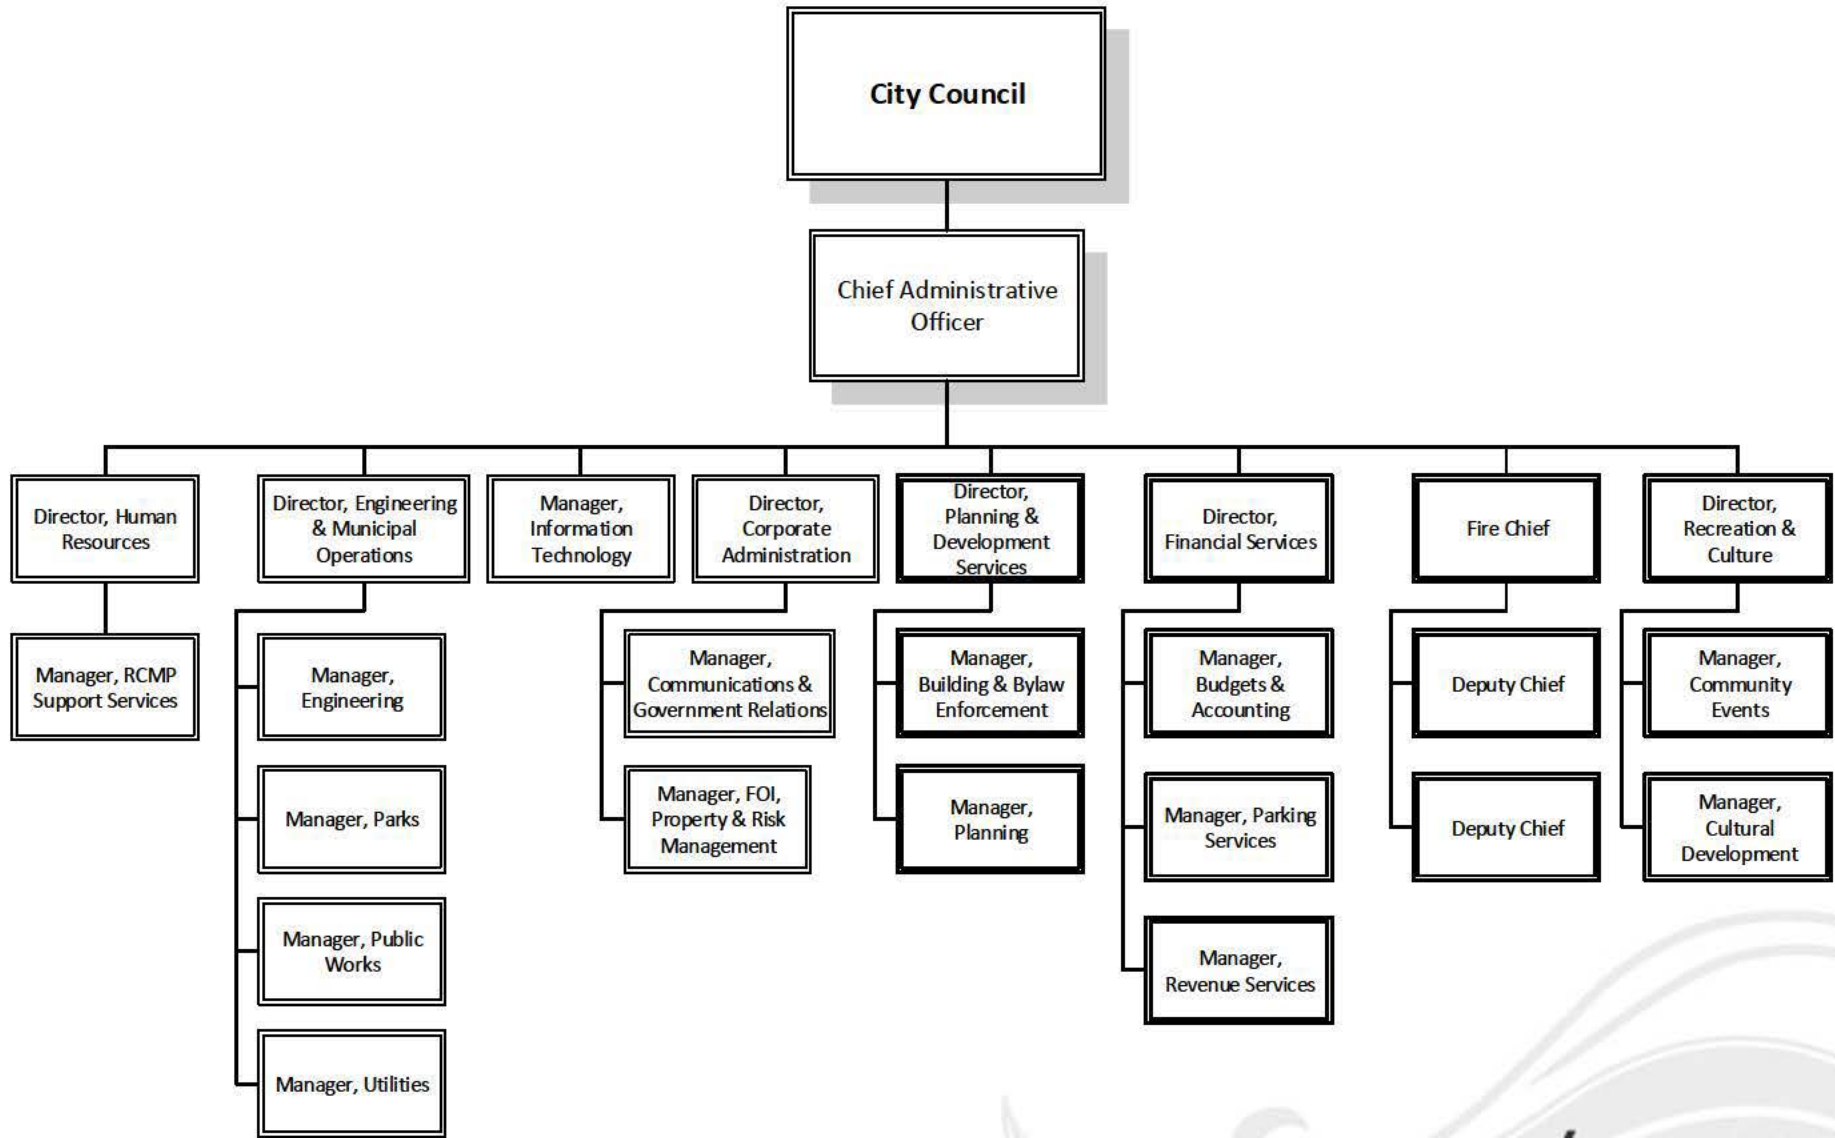 City Council
Chief Administrative
Officer
Director, Human
Resources
Director, Engineering
& Municipal
Operations
Manager,
Information
Technology
Director,
Corporate
Administration
Director,
Planning &
Development
Services
Director,
Financial Services
Fire Chief
Director,
Recreation &
Culture
Manager, RCMP
Support Services
Manager,
Engineering
Manager,
Communications &
Government Relations
Manager,
Building & Bylaw
Enforcement
Manager,
Budgets &
Accounting
Deputy Chief
Manager,
Community
Events
Manager, Parks
Manager, FOI,
Property & Risk
Management
Manager,
Planning
Manager, Parking
Services
Deputy Chief
Manager,
Cultural
Development
Manager, Public
Works
Manager,
Revenue Services
Manager, Utilities